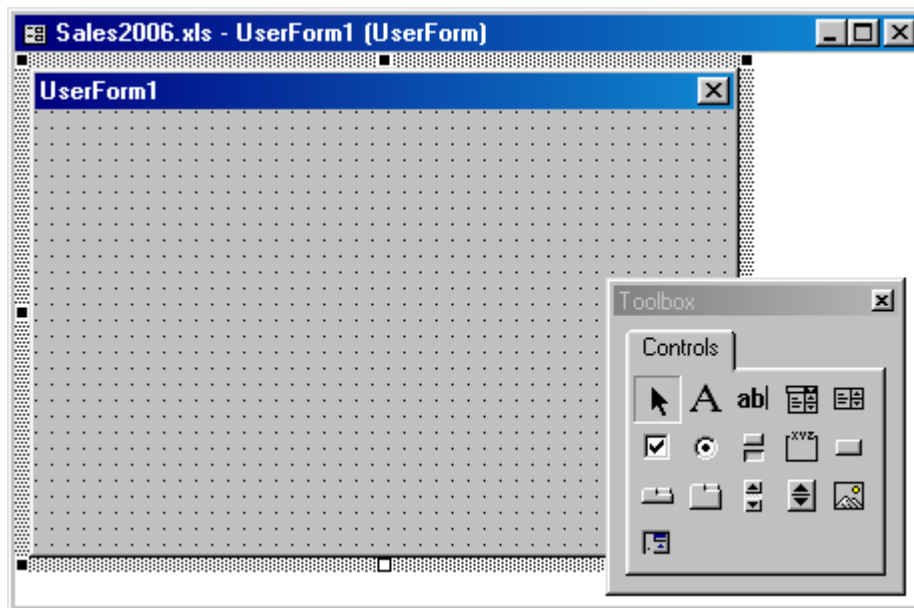 Sales2006.xls - UserForm1 (UserForm)
UserForm1
Toolbox
Controls
A ab|
XYZ